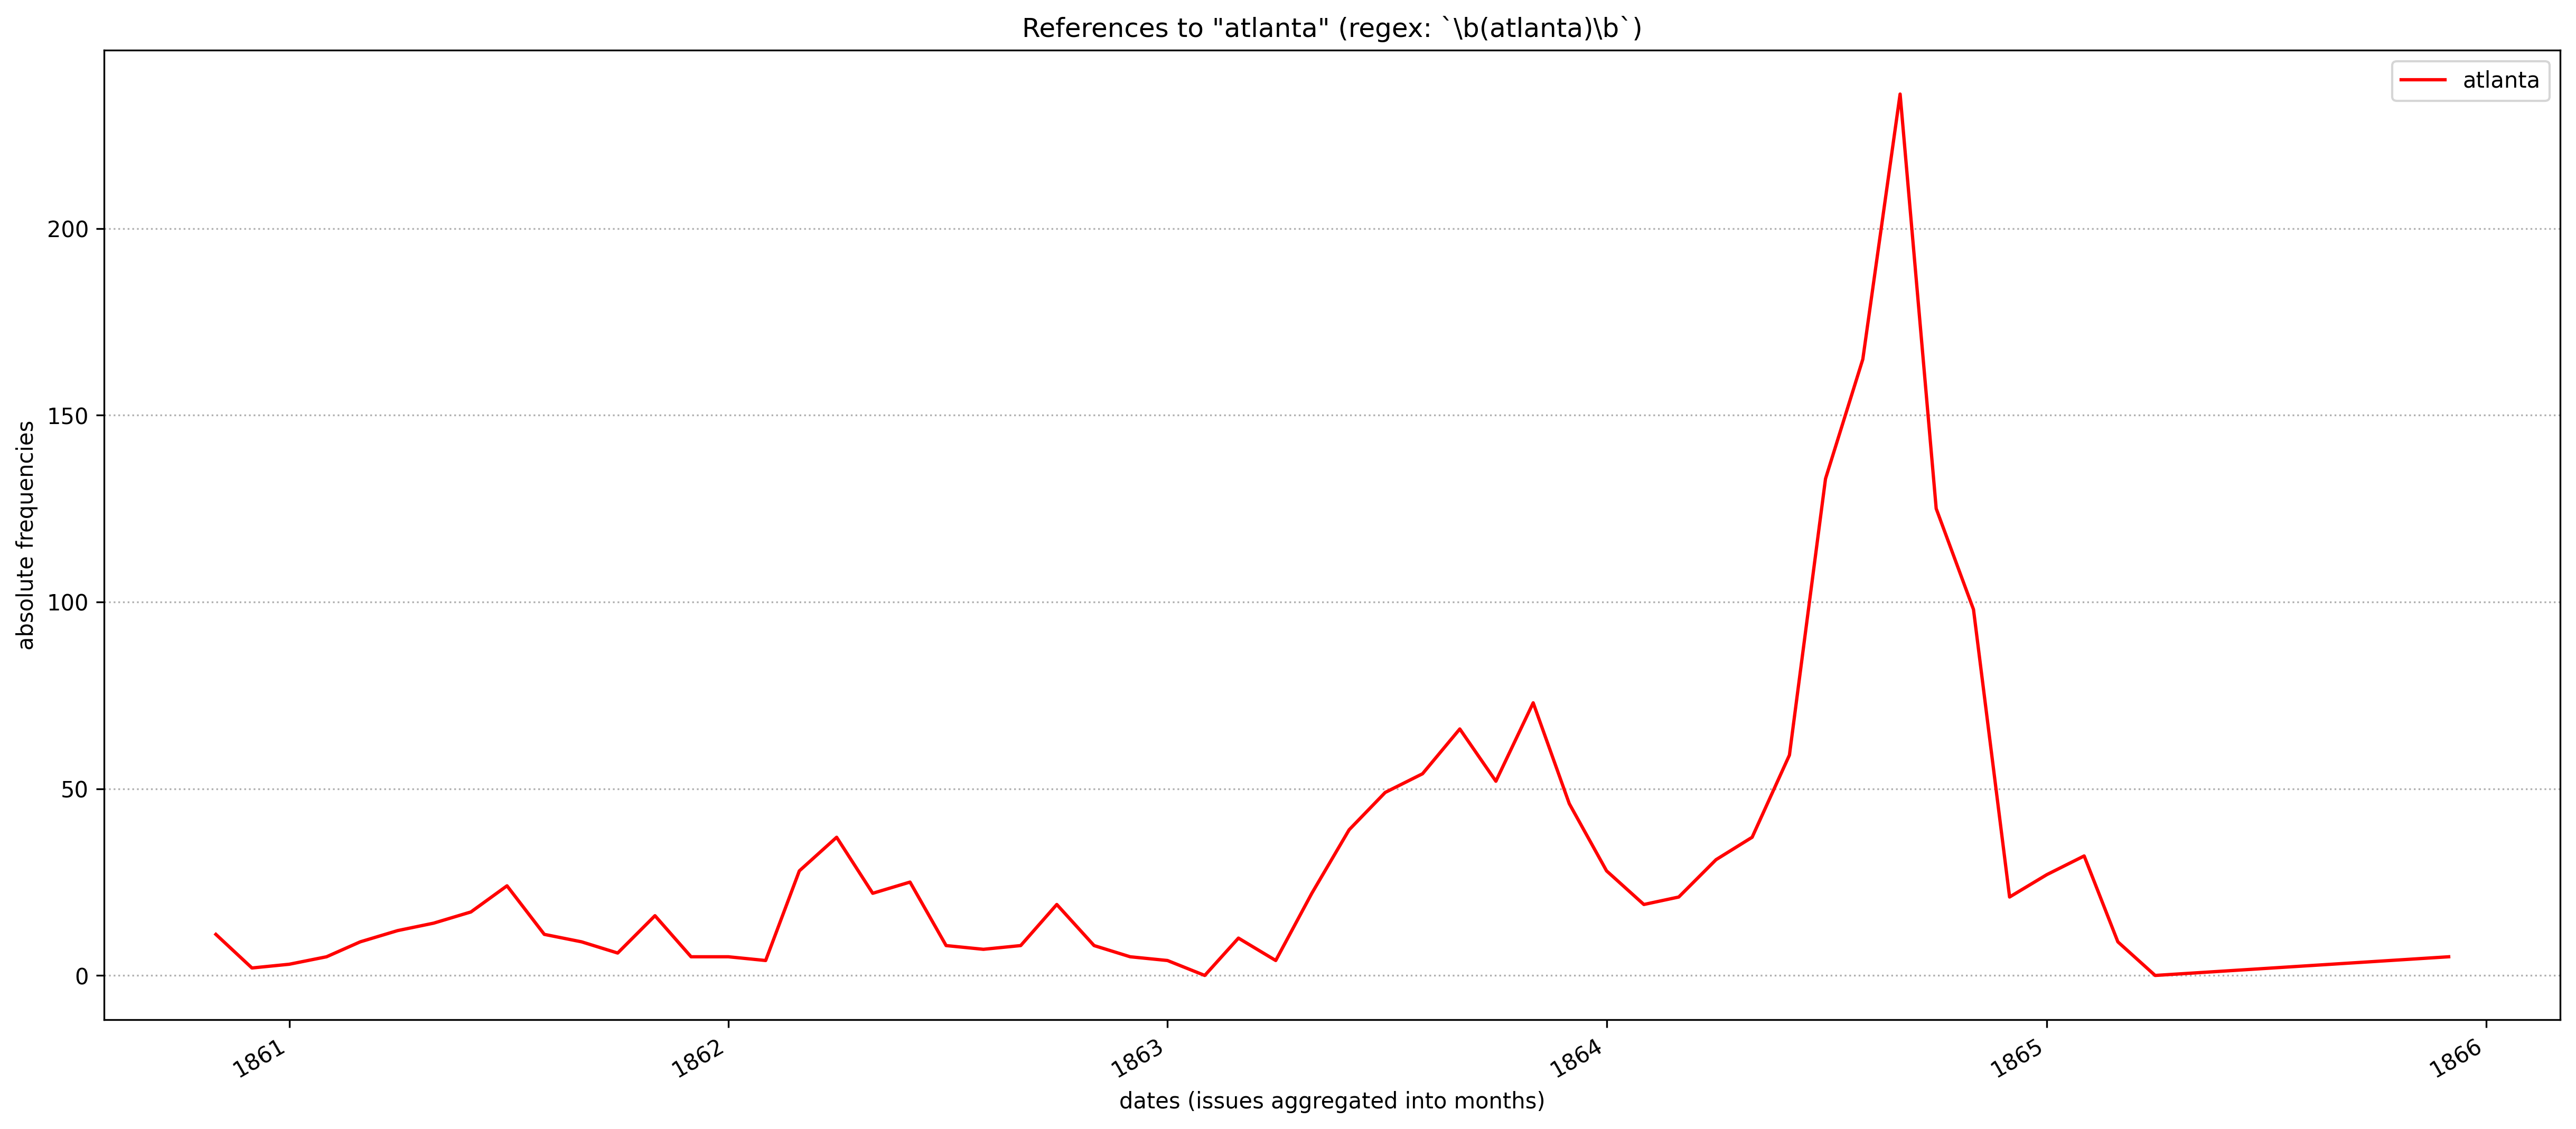 References to "atlanta" (regex: `\b(atlanta)\b`)
atlanta
absolute frequencies
200
150
100
50
0
1861
1862
1863
1864
1865
1866
dates (issues aggregated into months)